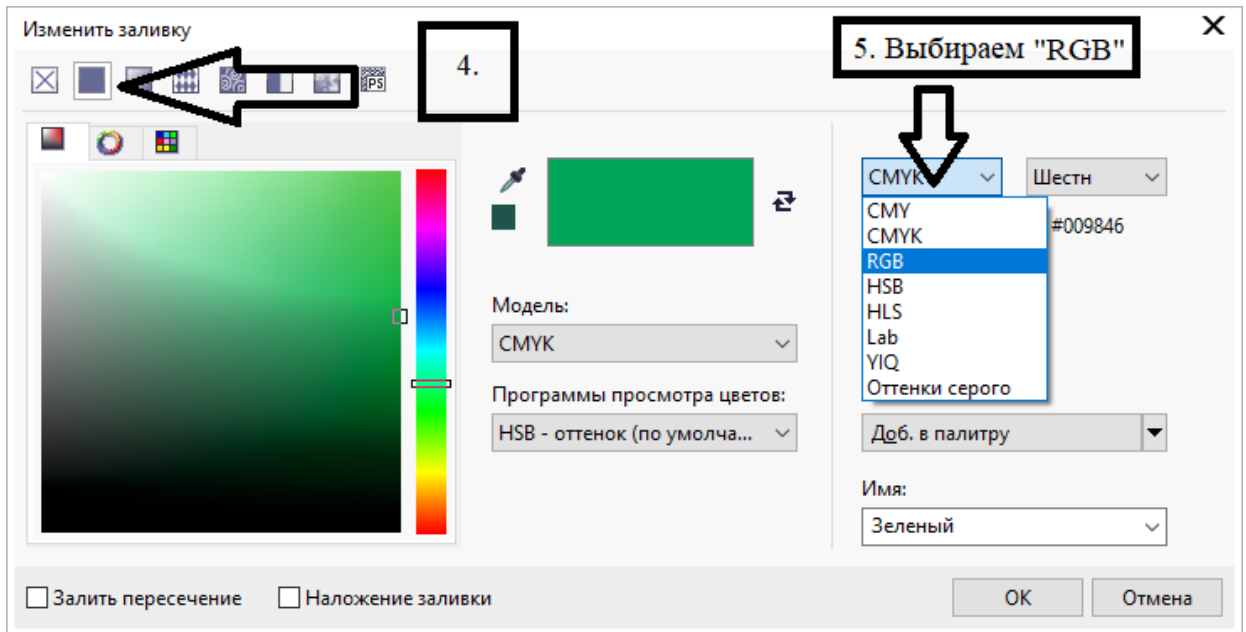 Изменить заливку
4.
5. Выбираем "RGB"
PS
CMYK
Шестн
CMY
CMYK
RGB
HSB
HLS
Lab
YIQ
Оттенки серого
#009846
Модель:
CMYK
Программы просмотра цветов:
HSB - оттенок (по умолча...
Доб. в палитру
Имя:
Зеленый
Залить пересечение
Наложение заливки
OK
Отмена